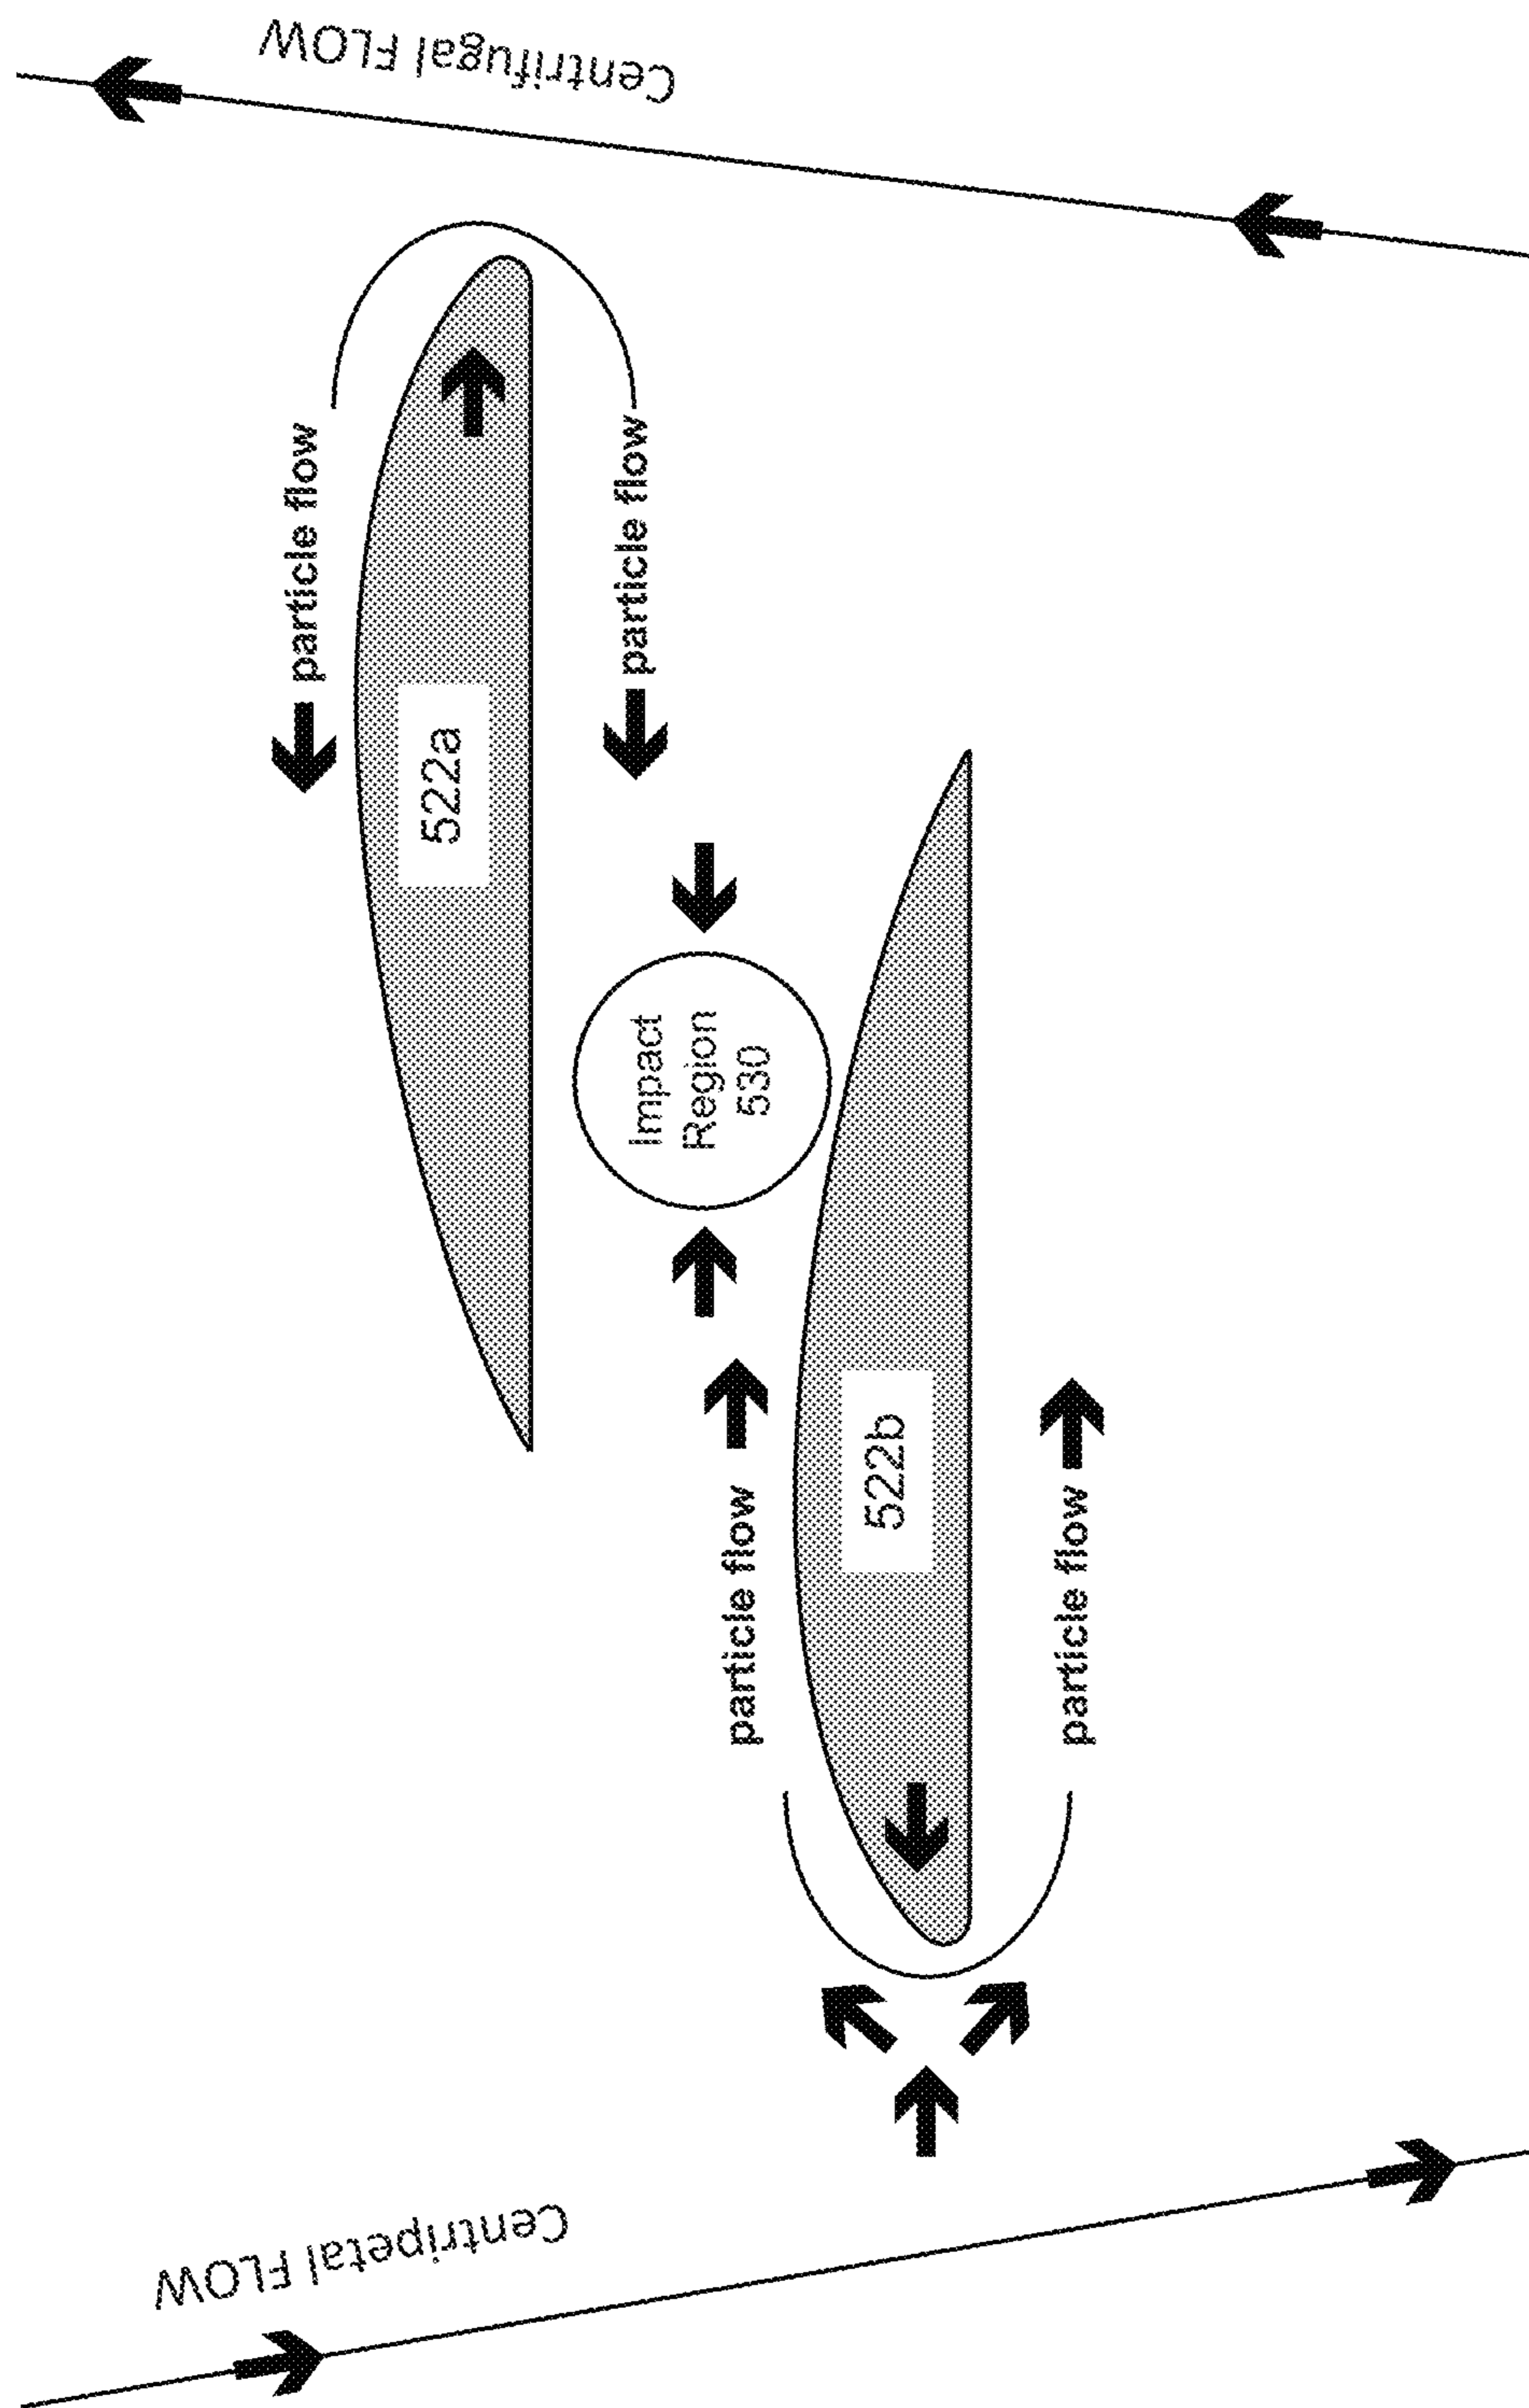 Centrifugal FLOW
particle flow
particle flow
522a
Impact
Region
530
522b
particle flow
particle flow
Centripetal FLOW